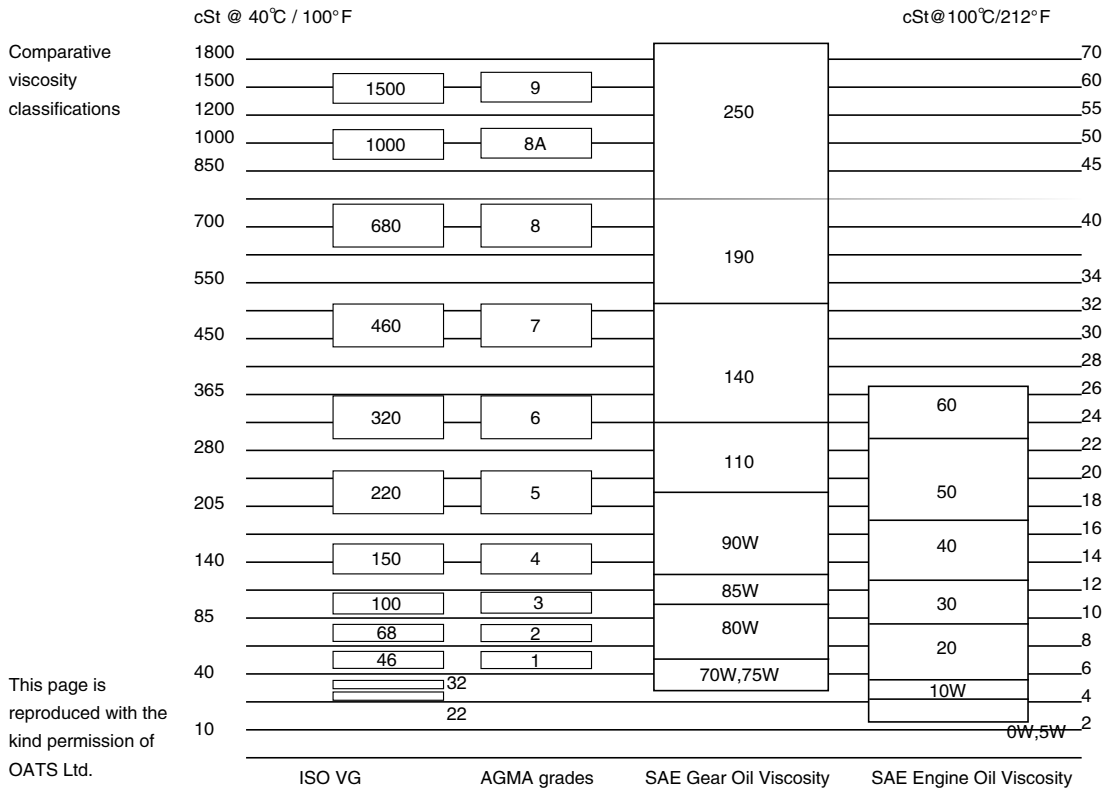 cSt @ 40℃ / 100°F cSt@100℃/212°F
Comparative
viscosity
classifications
1800 70
1500 1500 9 60
1200 250 55
1000 1000 8A 50
850 45
700 680 8 40
190
550 34
32
450 460 7 30
28
140
365 26
60
320 6 24
280 22
110
20
205 220 5 50 18
16
90W 40
140 150 4 14
85W 12
100 3 30
85 10
80W
68 2 8
20
46 1
40 70W,75W 6
This page is
32 10W 4
reproduced with the
22
kind permission of
10 0W,5W 2
OATS Ltd.
ISO VG AGMA grades SAE Gear Oil Viscosity SAE Engine Oil Viscosity